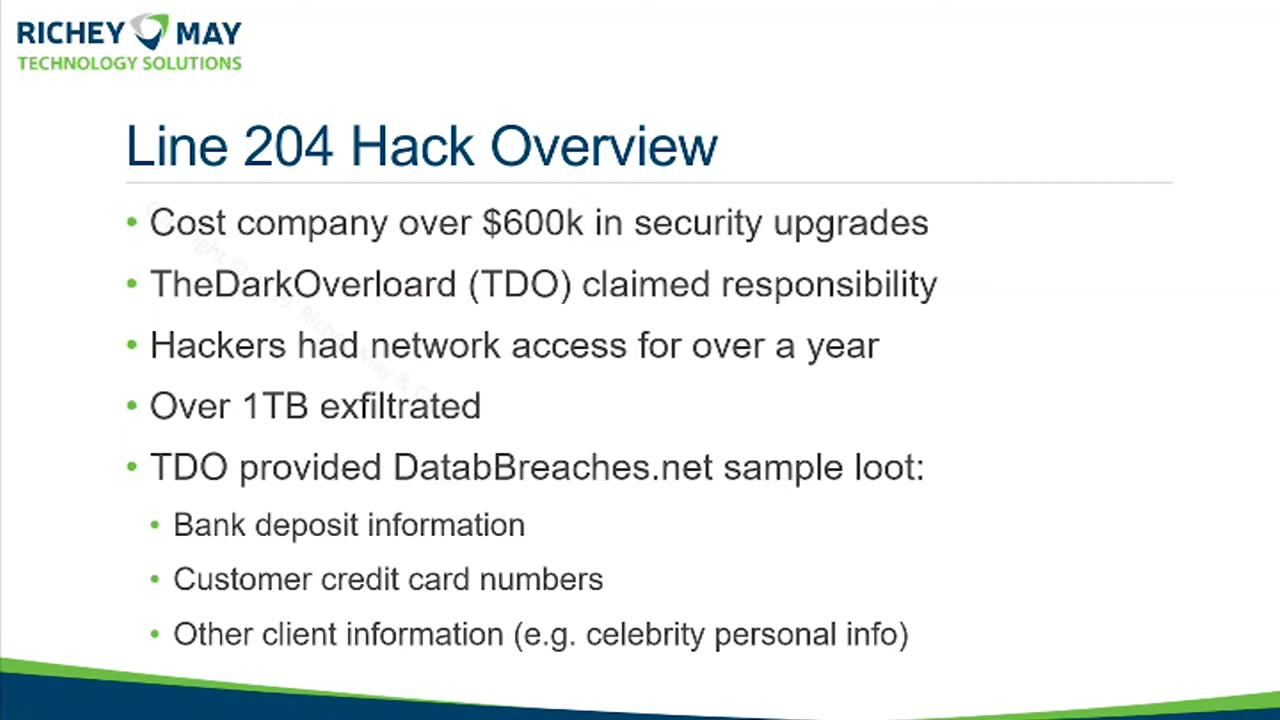 RICHEY MAY
TECHNOLOGY SOLUTIONS
Line 204 Hack Overview
• Cost company over $600k in security upgrades
• TheDarkOverloard (TDO) claimed responsibility
• Hackers had network access for over a year
• Over 1TB exfiltrated
• TDO provided DatabBreaches.net sample loot:
• Bank deposit information
• Customer credit card numbers
• Other client information (e.g. celebrity personal info)